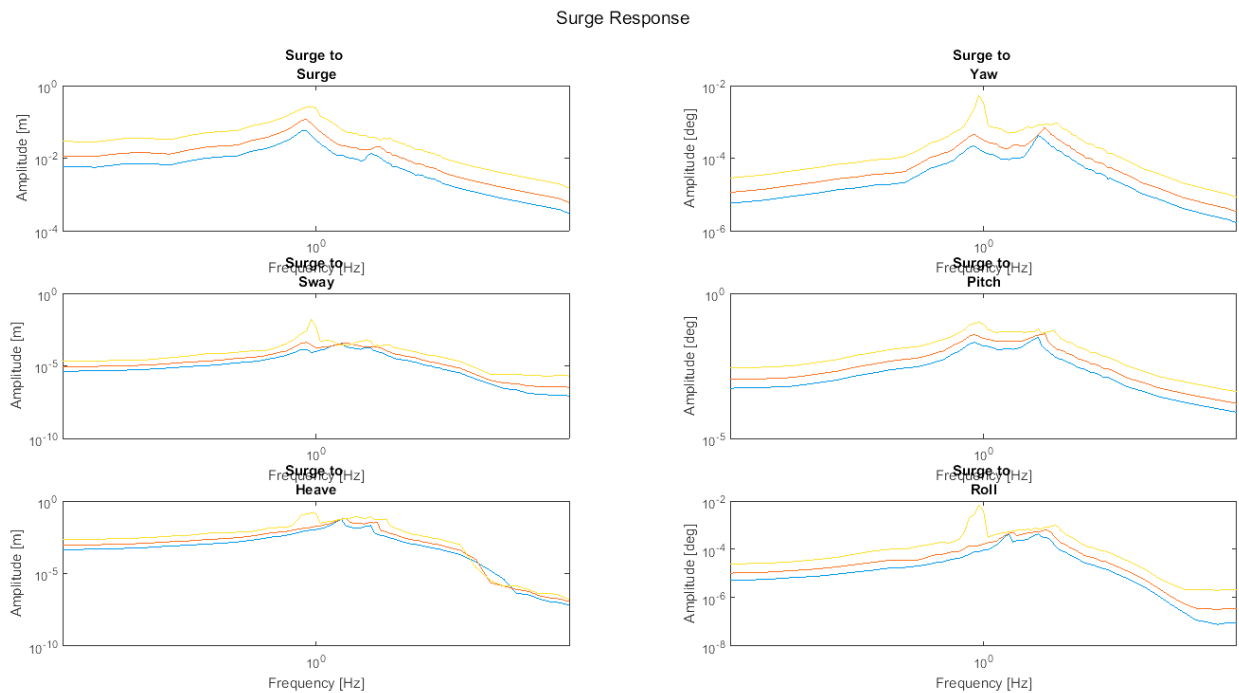 Surge Response
Surge to
Surge
10^0
10^-2
10^-4
Amplitude [m]
10^0
Frequency [Hz]
Surge to
Yaw
10^-2
10^-4
10^-6
Amplitude [deg]
10^0
Frequency [Hz]
Surge to
Sway
10^0
10^-5
10^-10
Amplitude [m]
10^0
Frequency [Hz]
Surge to
Pitch
10^0
10^-5
Amplitude [deg]
10^0
Frequency [Hz]
Surge to
Heave
10^0
10^-5
10^-10
Amplitude [m]
10^0
Frequency [Hz]
Surge to
Roll
10^-2
10^-4
10^-6
10^-8
Amplitude [deg]
10^0
Frequency [Hz]